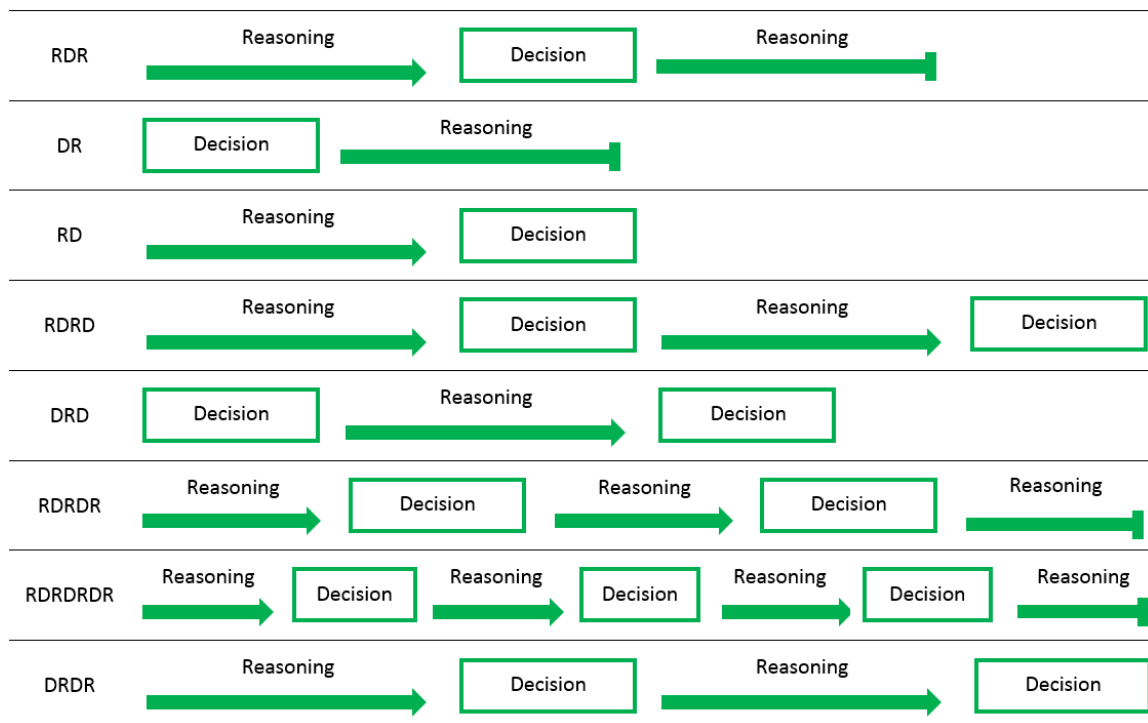 RDR Reasoning Decision Reasoning
DR Decision Reasoning
RD Reasoning Decision
RDRD Reasoning Decision Reasoning Decision
DRD Decision Reasoning Decision
RDRDR Reasoning Decision Reasoning Decision Reasoning
RDRDRDR Reasoning Decision Reasoning Decision Reasoning Decision Reasoning
DRDR Reasoning Decision Reasoning Decision